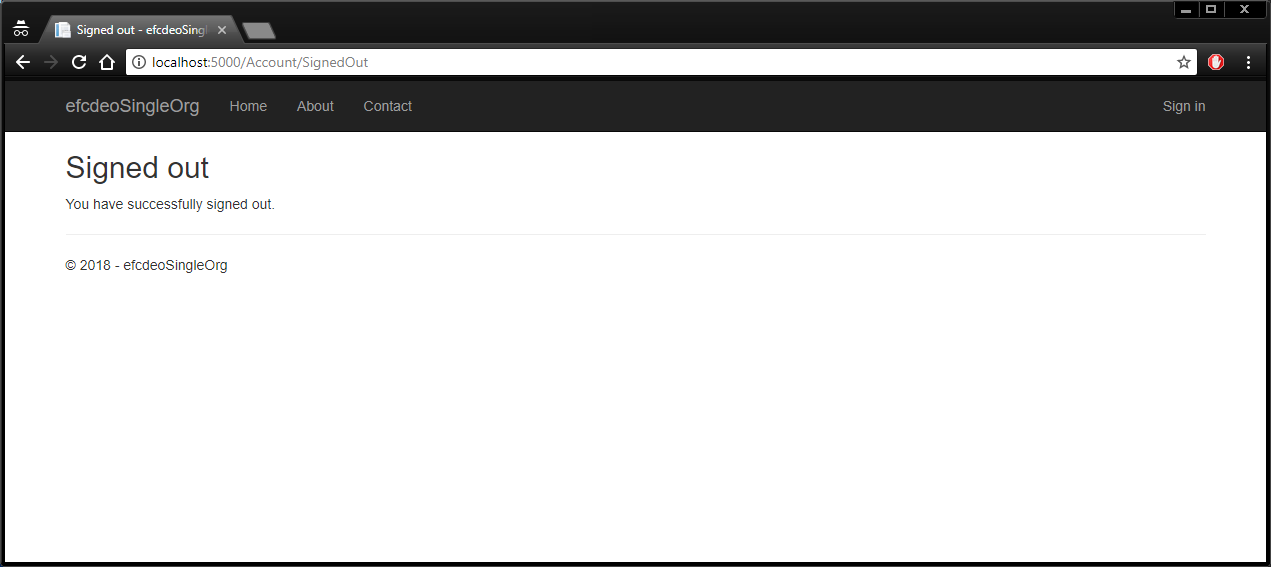 Signed out - efcdeoSingl
localhost:5000/Account/SignedOut
efcdeoSingleOrg Home About Contact Sign in
Signed out
You have successfully signed out.
© 2018 - efcdeoSingleOrg